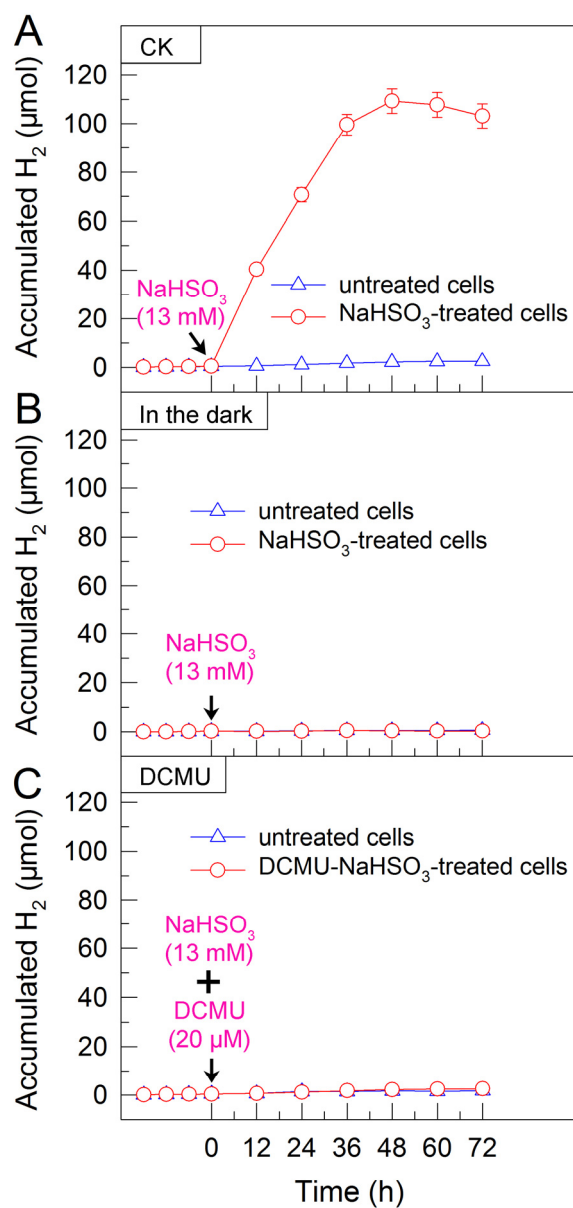 A
CK
Accumulated H₂ (µmol)
120
100
80
60
40
20
0
NaHSO₃
(13 mM)
untreated cells
NaHSO₃-treated cells
B
In the dark
Accumulated H₂ (µmol)
120
100
80
60
40
20
0
untreated cells
NaHSO₃-treated cells
NaHSO₃
(13 mM)
C
DCMU
Accumulated H₂ (µmol)
120
100
80
60
40
20
0
untreated cells
DCMU-NaHSO₃-treated cells
NaHSO₃
(13 mM)
+
DCMU
(20 µM)
0 12 24 36 48 60 72
Time (h)